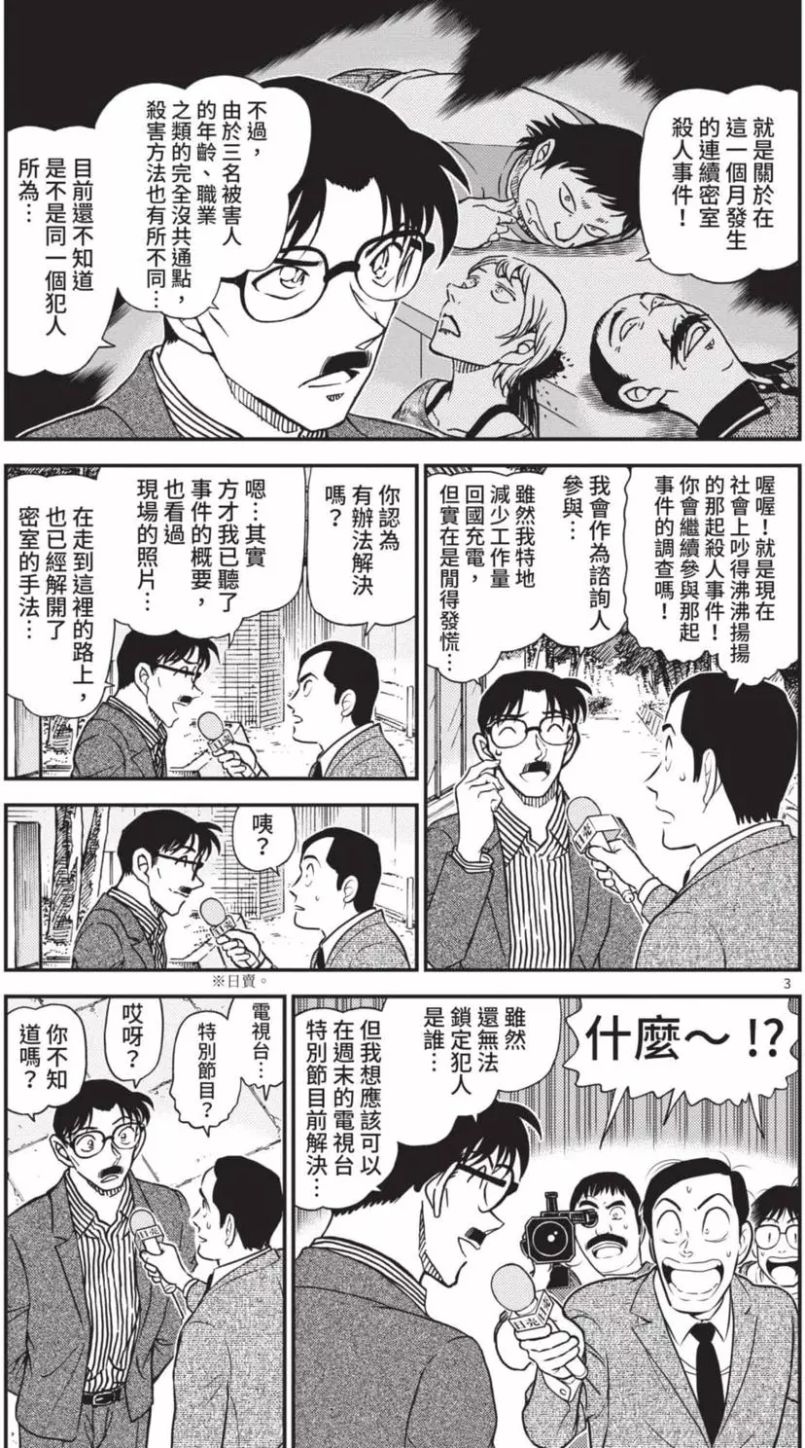 就是關於在
這一個月發生
的連續密室
殺人事件！
不過，
由於三名被害人
的年齡、職業
之類的完全沒共通點，
殺害方法也有所不同…
目前還不知道
是不是同一個犯人
所為…
喔喔！就是現在
社會上吵得沸沸揚揚
的那起殺人事件！
你會繼續參與那起
事件的調查嗎！
我會作為諮詢人
參與…
雖然我特地
減少工作量
回國充電，
但實在是閒得發慌…
你認為
有辦法解決
嗎？
嗯…其實
方才我已聽了
事件的概要，
也看過
現場的照片…
在走到這裡的路上，
也已經解開了
密室的手法…
咦？
※日賣。
3
什麼～!?
雖然
還無法
鎖定犯人
是誰…
但我想應該可以
在週末的電視台
特別節目前解決…
電視台…
特別節目？
哎呀？
你不知
道嗎？